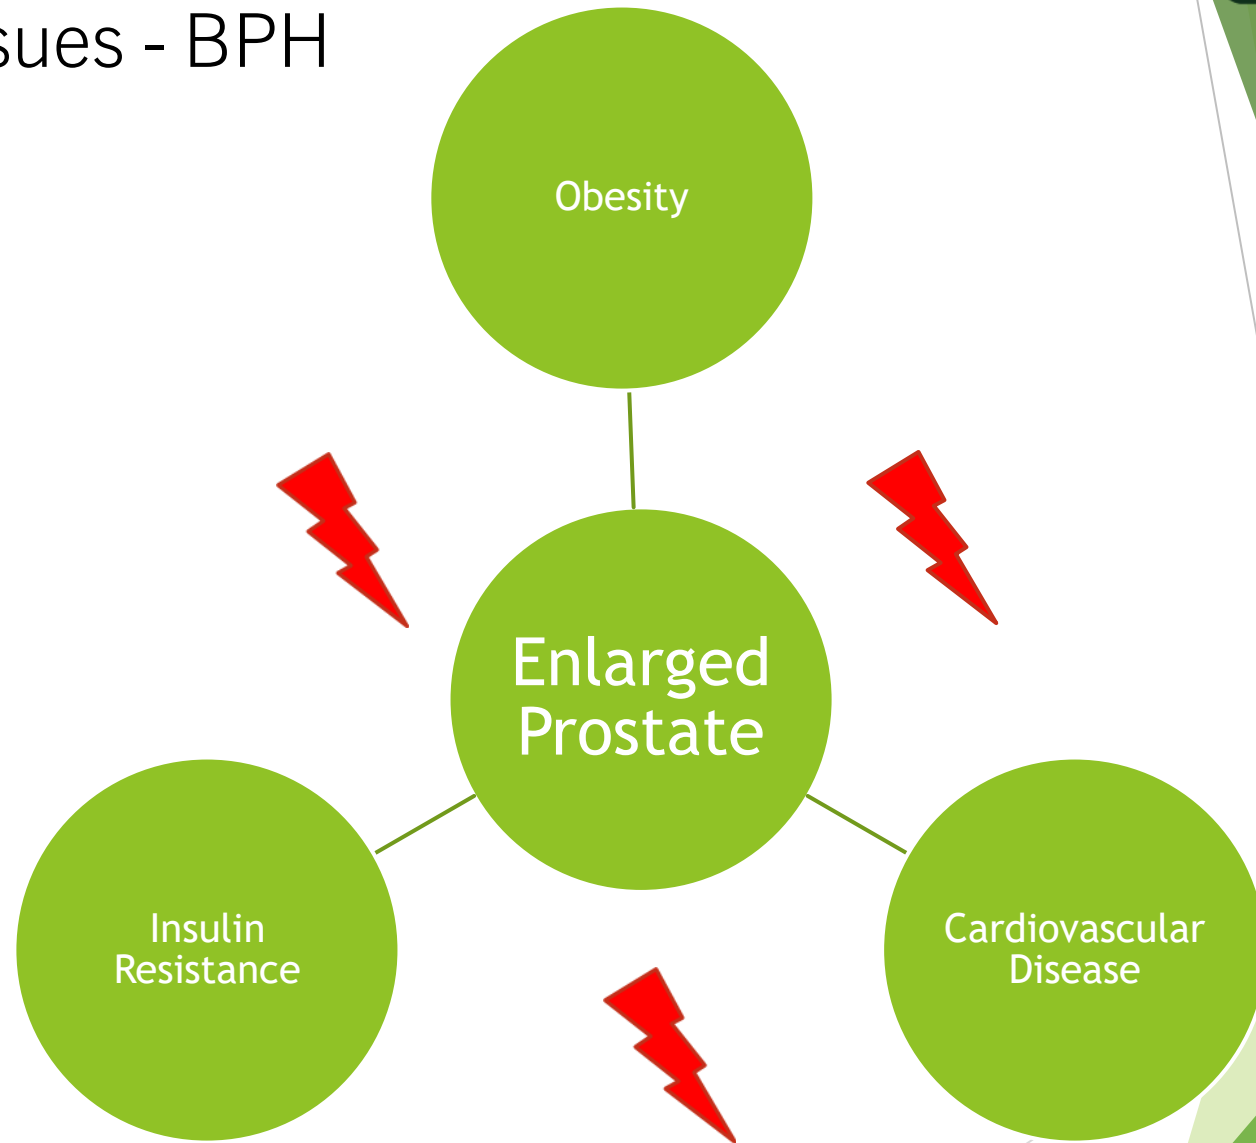 sues - BPH
Obesity
Enlarged
Prostate
Insulin
Resistance
Cardiovascular
Disease